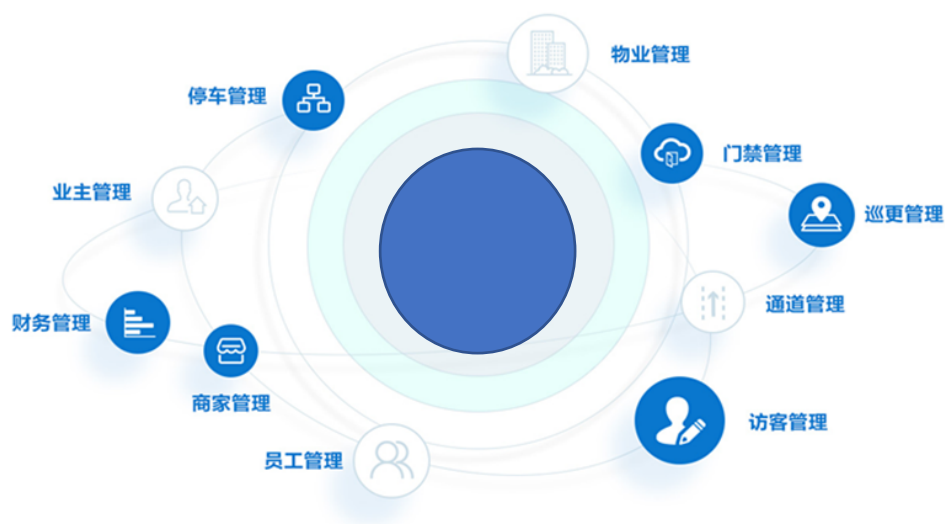 物业管理
停车管理
门禁管理
业主管理
巡更管理
通道管理
财务管理
商家管理
访客管理
员工管理